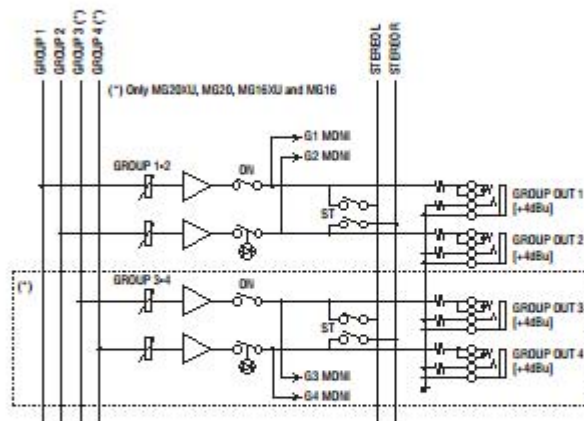 GROUP 1
GROUP 2
GROUP 3 (*)
GROUP 4 (*)
STEREO L
STEREO R
(*) Only MG20XU, MG20, MG16XU and MG16
G1 MONI
G2 MONI
GROUP 1•2
ON
ST
GROUP OUT 1
[+4dBu]
GROUP OUT 2
[+4dBu]
(*)
GROUP 3•4
ON
ST
GROUP OUT 3
[+4dBu]
GROUP OUT 4
[+4dBu]
G3 MONI
G4 MONI